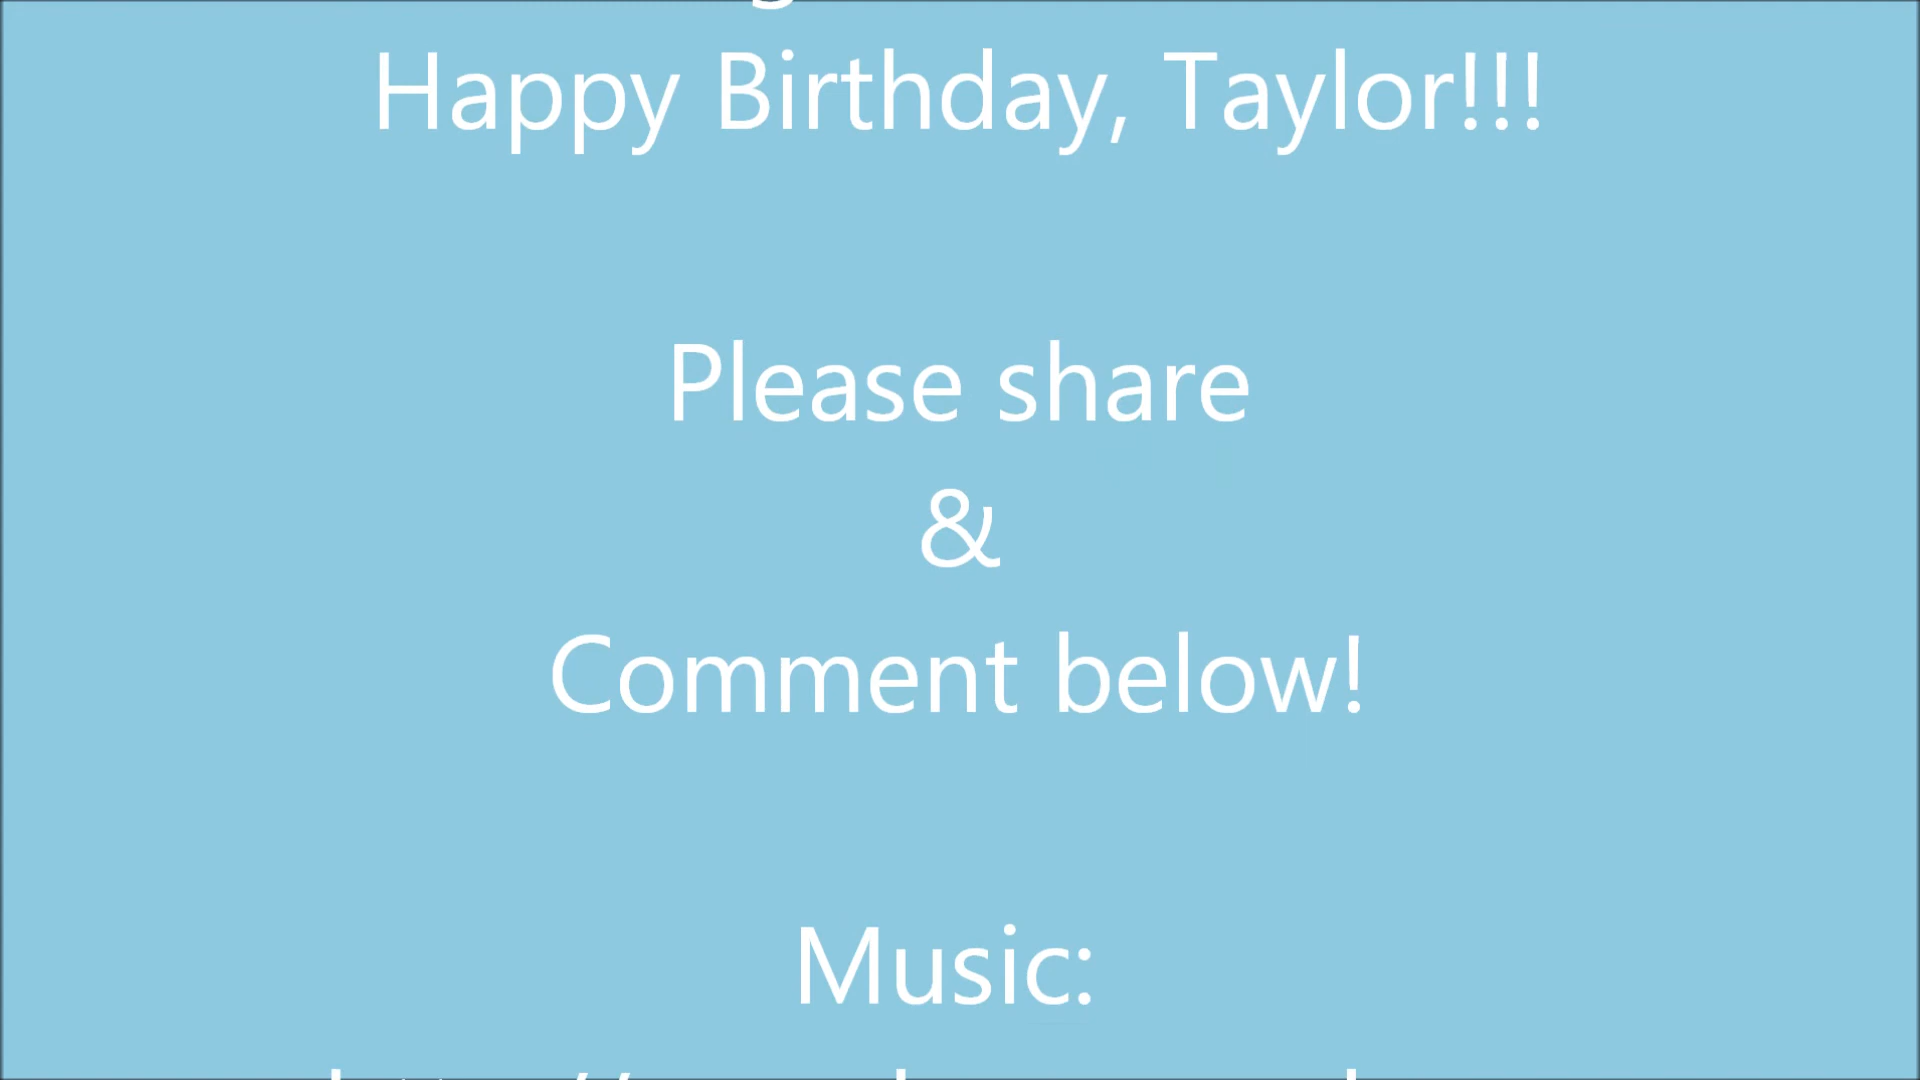 Happy Birthday, Taylor!!!
Please share
&
Comment below!
Music: